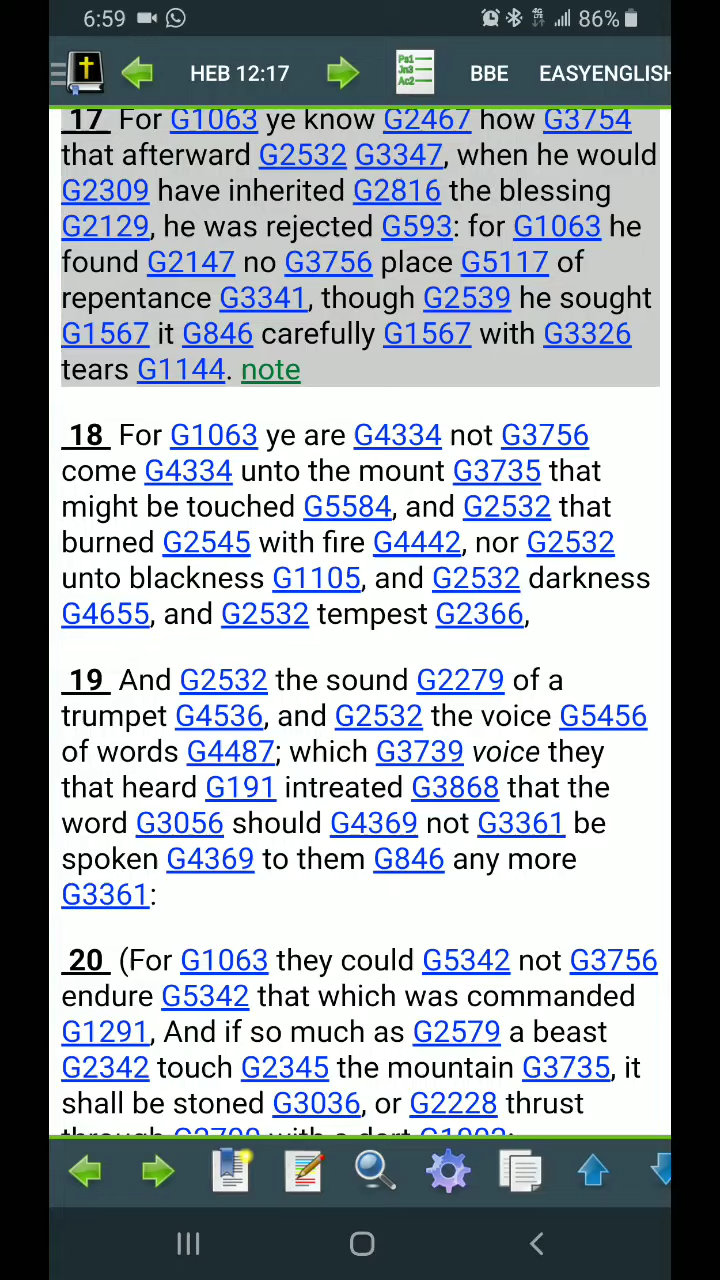 6:59 86%
HEB 12:17 BBE EASYENGLISH
Ps1
Jn3
Ac2
17 For G1063 ye know G2467 how G3754
that afterward G2532 G3347, when he would
G2309 have inherited G2816 the blessing
G2129, he was rejected G593: for G1063 he
found G2147 no G3756 place G5117 of
repentance G3341, though G2539 he sought
G1567 it G846 carefully G1567 with G3326
tears G1144. note
18 For G1063 ye are G4334 not G3756
come G4334 unto the mount G3735 that
might be touched G5584, and G2532 that
burned G2545 with fire G4442, nor G2532
unto blackness G1105, and G2532 darkness
G4655, and G2532 tempest G2366,
19 And G2532 the sound G2279 of a
trumpet G4536, and G2532 the voice G5456
of words G4487; which G3739 voice they
that heard G191 intreated G3868 that the
word G3056 should G4369 not G3361 be
spoken G4369 to them G846 any more
G3361:
20 (For G1063 they could G5342 not G3756
endure G5342 that which was commanded
G1291, And if so much as G2579 a beast
G2342 touch G2345 the mountain G3735, it
shall be stoned G3036, or G2228 thrust
through with a dart